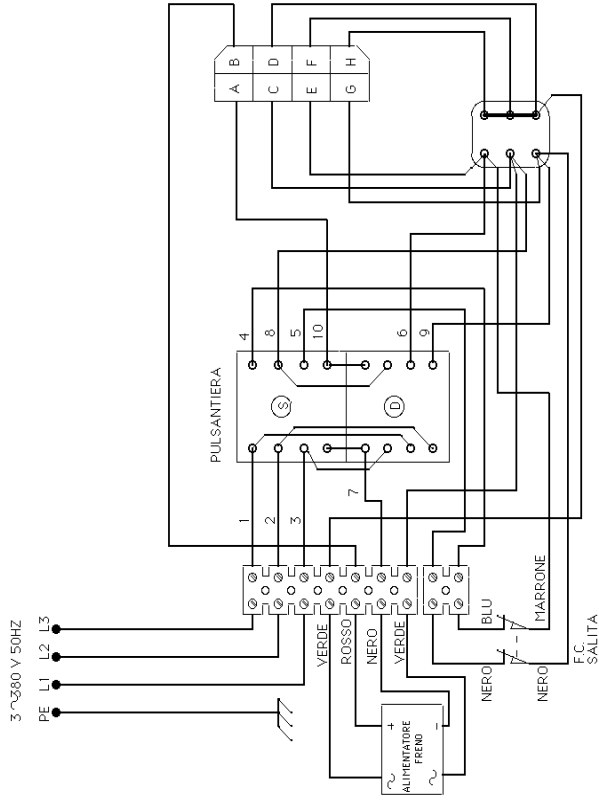 B D F H
A C E G
4 8 5 10 6 9
PULSANTIERA
S D
1 2 3 7
3 ~380 V 50HZ
L3
L2
L1
PE
VERDE
ROSSO
NERO
VERDE
BLU
MARRONE
NERO
NERO
F.C.
SALITA
+ -
ALIMENTATORE
FRENO